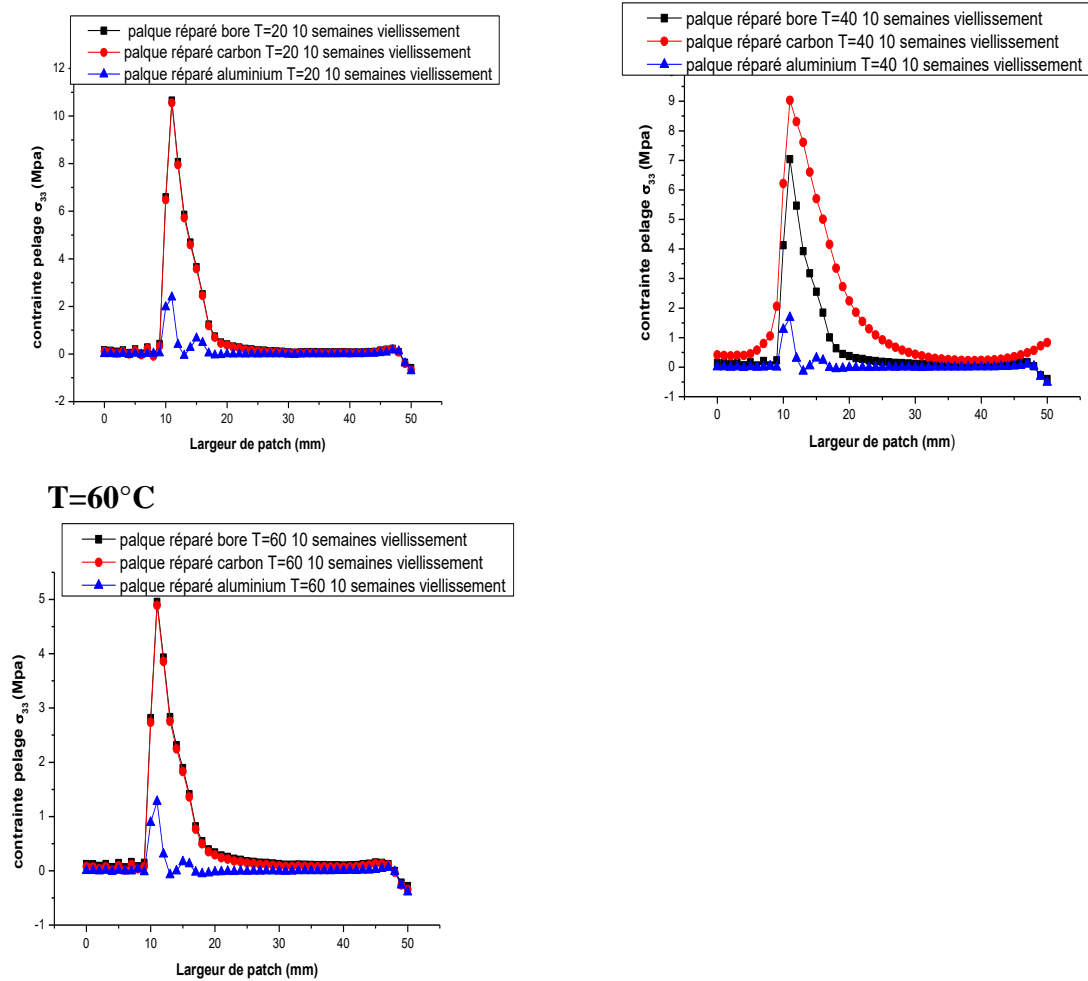 palque réparé bore T=20 10 semaines viellissement
palque réparé carbon T=20 10 semaines viellissement
palque réparé aluminium T=20 10 semaines viellissement
12
10
8
6
4
2
0
-2
contrainte pelage σ33 (Mpa)
0 10 20 30 40 50
Largeur de patch (mm)
palque réparé bore T=40 10 semaines viellissement
palque réparé carbon T=40 10 semaines viellissement
palque réparé aluminium T=40 10 semaines viellissement
9
8
7
6
5
4
3
2
1
0
-1
contrainte pelage σ33 (Mpa)
0 10 20 30 40 50
Largeur de patch (mm)
T=60°C
palque réparé bore T=60 10 semaines viellissement
palque réparé carbon T=60 10 semaines viellissement
palque réparé aluminium T=60 10 semaines viellissement
5
4
3
2
1
0
-1
contrainte pelage σ33 (Mpa)
0 10 20 30 40 50
Largeur de patch (mm)